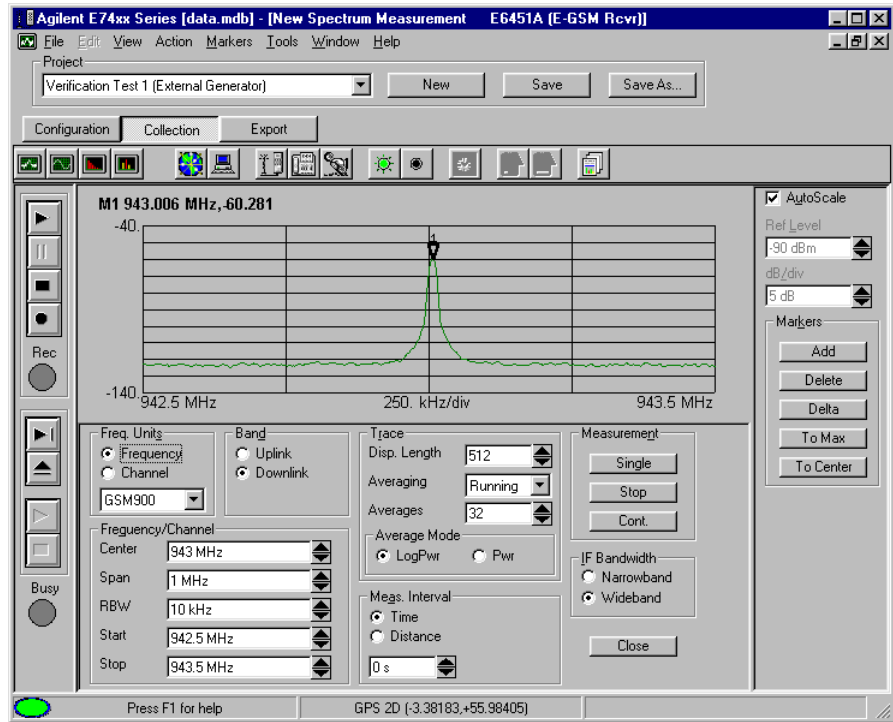 Agilent E74xx Series [data.mdb] - [New Spectrum Measurement E6451A (E-GSM Rcvr)]
File Edit View Action Markers Tools Window Help
Project
Verification Test 1 (External Generator)
New
Save
Save As...
Configuration
Collection
Export
M1 943.006 MHz,-60.281
-40.
1
-140.
942.5 MHz
250. kHz/div
943.5 MHz
Rec
Busy
AutoScale
Ref Level
-90 dBm
dB/div
5 dB
Markers
Add
Delete
Delta
To Max
To Center
Freq. Units
Frequency
Channel
GSM900
Band
Uplink
Downlink
Frequency/Channel
Center
943 MHz
Span
1 MHz
RBW
10 kHz
Start
942.5 MHz
Stop
943.5 MHz
Trace
Disp. Length
512
Averaging
Running
Averages
32
Average Mode
LogPwr
Pwr
Meas. Interval
Time
Distance
0 s
Measurement
Single
Stop
Cont.
IF Bandwidth
Narrowband
Wideband
Close
Press F1 for help
GPS 2D (-3.38183,+55.98405)